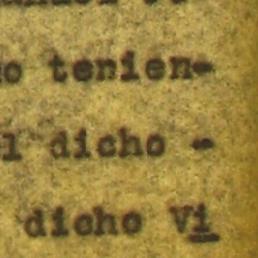 o tenien-
l dicho -
dicho Vi